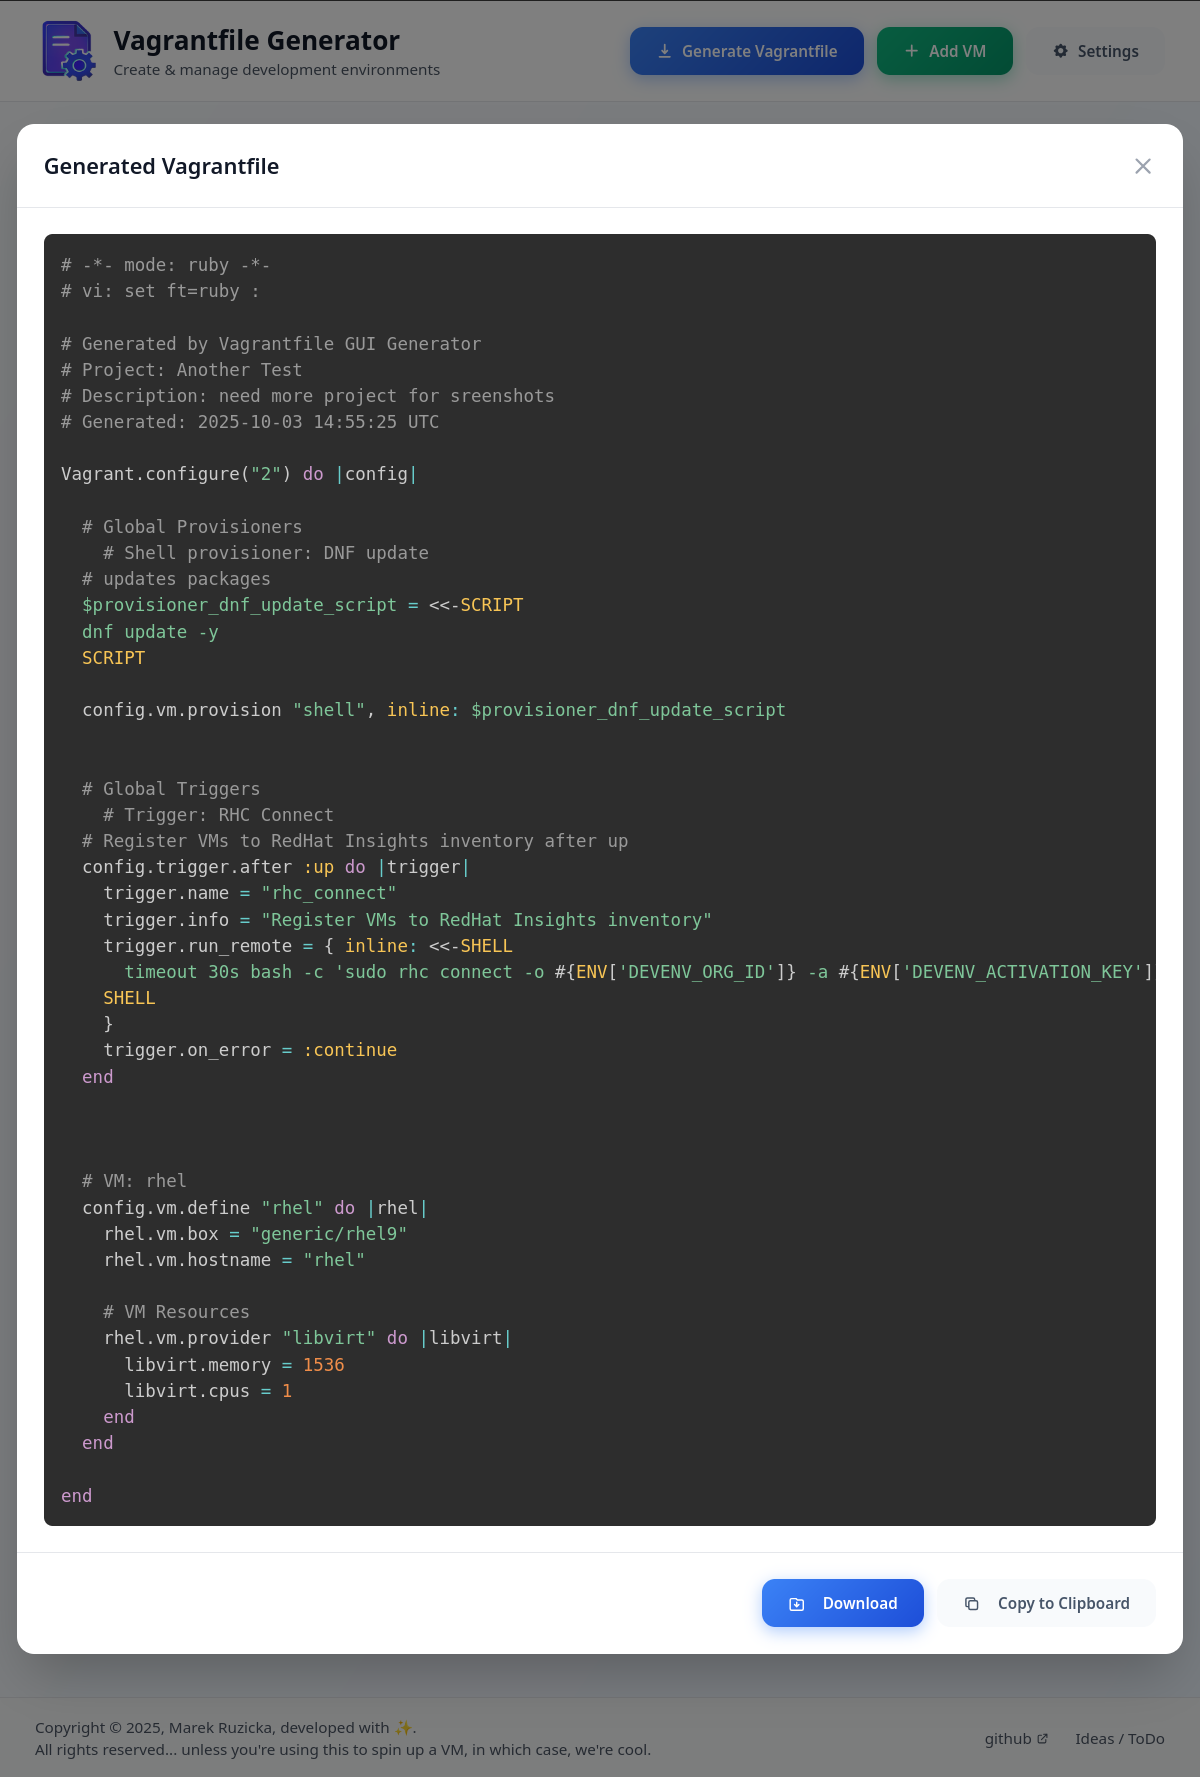 Vagrantfile Generator
Create & manage development environments
Generate Vagrantfile
Add VM
Settings
Generated Vagrantfile
# -*- mode: ruby -*-
# vi: set ft=ruby :
# Generated by Vagrantfile GUI Generator
# Project: Another Test
# Description: need more project for sreenshots
# Generated: 2025-10-03 14:55:25 UTC
Vagrant.configure("2") do |config|
  # Global Provisioners
    # Shell provisioner: DNF update
  # updates packages
  $provisioner_dnf_update_script = <<-SCRIPT
  dnf update -y
  SCRIPT
  config.vm.provision "shell", inline: $provisioner_dnf_update_script
  # Global Triggers
    # Trigger: RHC Connect
  # Register VMs to RedHat Insights inventory after up
  config.trigger.after :up do |trigger|
    trigger.name = "rhc_connect"
    trigger.info = "Register VMs to RedHat Insights inventory"
    trigger.run_remote = { inline: <<-SHELL
      timeout 30s bash -c 'sudo rhc connect -o #{ENV['DEVENV_ORG_ID']} -a #{ENV['DEVENV_ACTIVATION_KEY']
    SHELL
    }
    trigger.on_error = :continue
  end
  # VM: rhel
  config.vm.define "rhel" do |rhel|
    rhel.vm.box = "generic/rhel9"
    rhel.vm.hostname = "rhel"
    # VM Resources
    rhel.vm.provider "libvirt" do |libvirt|
      libvirt.memory = 1536
      libvirt.cpus = 1
    end
  end
end
Download
Copy to Clipboard
Copyright © 2025, Marek Ruzicka, developed with ✨.
All rights reserved... unless you're using this to spin up a VM, in which case, we're cool.
github
Ideas / ToDo